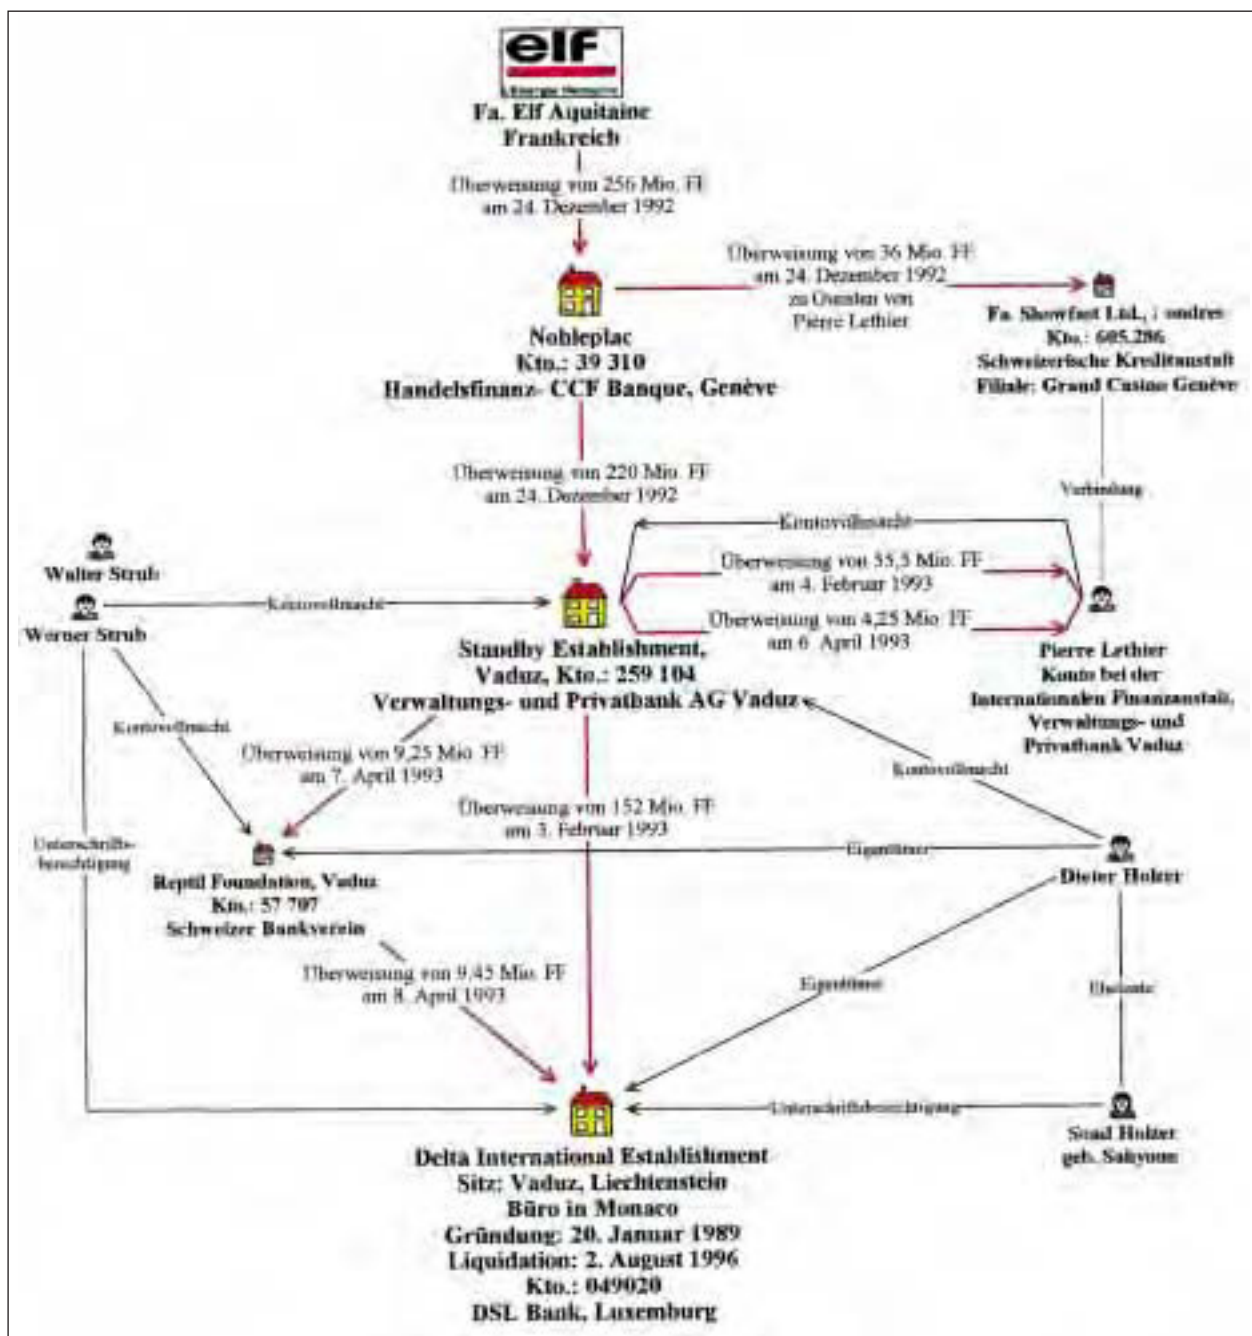 elf
Fa. Elf Aquitaine
Frankreich
Überweisung von 256 Mio. FF
am 24. Dezember 1992
Überweisung von 36 Mio. FF
am 24. Dezember 1992
zu Gunsten von
Pierre Lethier
Nobleplac
Kto.: 39 310
Handelsfinanz- CCF Banque, Genève
Fa. Showfast Ltd.,
Kto.: 605.286
Schweizerische Kreditanstalt
Filiale: Grand Casino Genève
Überweisung von 220 Mio. FF
am 24. Dezember 1992
Verbindung
Kontovollmacht
Überweisung von 55,5 Mio. FF
am 4. Februar 1993
Überweisung von 4,25 Mio. FF
am 6. April 1993
Walter Strub
Werner Strub
Kontovollmacht
Standby Establishment,
Vaduz, Kto.: 259 104
Verwaltungs- und Privatbank AG Vaduz
Pierre Lethier
Konto bei der
Internationalen Finanzanstalt,
Verwaltungs- und
Privatbank Vaduz
Kontovollmacht
Überweisung von 9,25 Mio. FF
am 7. April 1993
Kontovollmacht
Überweisung von 152 Mio. FF
am 3. Februar 1993
Unterschrifts-
berechtigung
Eigentümer
Reptil Foundation, Vaduz
Kto.: 57 707
Schweizer Bankverein
Dieter Holzer
Überweisung von 9,45 Mio. FF
am 8. April 1993
Eigentümer
Eheleute
Unterschriftsberechtigung
Souad Holzer
geb. Sahyoun
Delta International Establishment
Sitz: Vaduz, Liechtenstein
Büro in Monaco
Gründung: 20. Januar 1989
Liquidation: 2. August 1996
Kto.: 049020
DSL Bank, Luxemburg